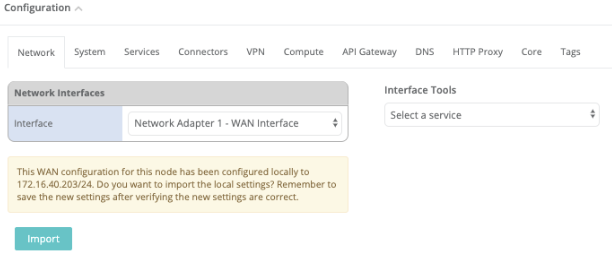 Configuration
Network System Services Connectors VPN Compute API Gateway DNS HTTP Proxy Core Tags
Network Interfaces
Interface Network Adapter 1 - WAN Interface
Interface Tools
Select a service
This WAN configuration for this node has been configured locally to
172.16.40.203/24. Do you want to import the local settings? Remember to
save the new settings after verifying the new settings are correct.
Import